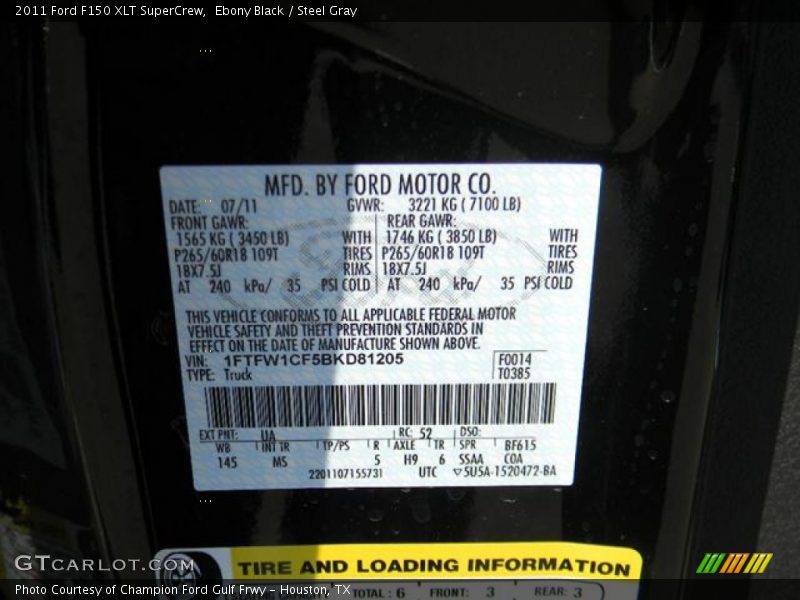 2011 Ford F150 XLT SuperCrew, Ebony Black / Steel Gray
MFD. BY FORD MOTOR CO.
DATE: 07/11 GVWR: 3221 KG ( 7100 LB)
FRONT GAWR: REAR GAWR:
1565 KG ( 3450 LB) WITH 1746 KG ( 3850 LB) WITH
P265/60R18 109T TIRES P265/60R18 109T TIRES
18X7.5J RIMS 18X7.5J RIMS
AT 240 kPa/ 35 PSI COLD AT 240 kPa/ 35 PSI COLD
THIS VEHICLE CONFORMS TO ALL APPLICABLE FEDERAL MOTOR
VEHICLE SAFETY AND THEFT PREVENTION STANDARDS IN
EFFECT ON THE DATE OF MANUFACTURE SHOWN ABOVE.
VIN: 1FTFW1CF5BKD81205 F0014
TYPE: Truck T0385
EXT PNT: UA RC: 52 DSO:
WB INT TR TP/PS R AXLE TR SPR BF615
145 MS 5 H9 6 SSAA COA
2201107155731 UTC ▽5U5A-1520472-BA
TIRE AND LOADING INFORMATION
TOTAL : 6 FRONT: 3 REAR: 3
GTCARLOT.COM
Photo Courtesy of Champion Ford Gulf Frwy - Houston, TX